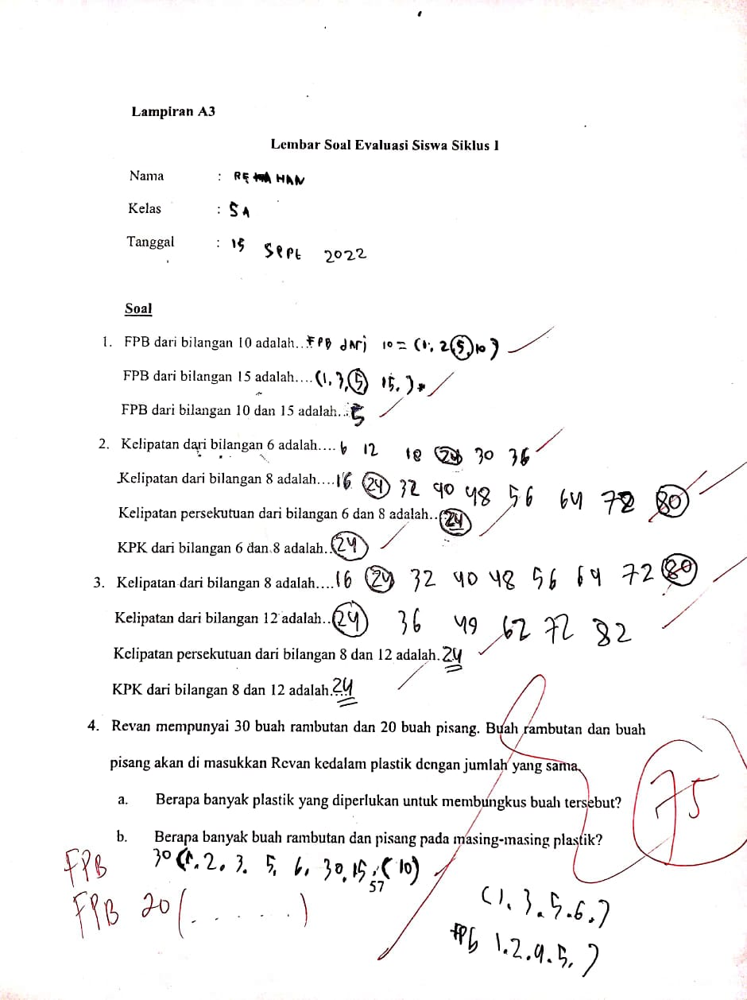 Lampiran A3
Lembar Soal Evaluasi Siswa Siklus 1
Nama : REHAN
Kelas : 5A
Tanggal : 15 Sept 2022
Soal
1. FPB dari bilangan 10 adalah..FPB dari 10 = (1, 2 5, 10)
FPB dari bilangan 15 adalah....(1, 3, 5 15.)
FPB dari bilangan 10 dan 15 adalah..5
2. Kelipatan dari bilangan 6 adalah.... 6 12 18 24 30 36
Kelipatan dari bilangan 8 adalah....16 24 32 40 48 56 64 72 80
Kelipatan persekutuan dari bilangan 6 dan 8 adalah..24
KPK dari bilangan 6 dan 8 adalah..24
3. Kelipatan dari bilangan 8 adalah....16 24 32 40 48 56 64 72 80
Kelipatan dari bilangan 12 adalah..24 36 49 62 72 82
Kelipatan persekutuan dari bilangan 8 dan 12 adalah.24
KPK dari bilangan 8 dan 12 adalah..24
4. Revan mempunyai 30 buah rambutan dan 20 buah pisang. Buah rambutan dan buah
pisang akan di masukkan Revan kedalam plastik dengan jumlah yang sama.
75
a. Berapa banyak plastik yang diperlukan untuk membungkus buah tersebut?
b. Berapa banyak buah rambutan dan pisang pada masing-masing plastik?
FPB 30 (1. 2. 3. 5. 6. 30. 15. (10)
57
FPB 20 (. . . . . . )
(1. 3. 5. 6.)
FPb 1. 2. 4. 5. )